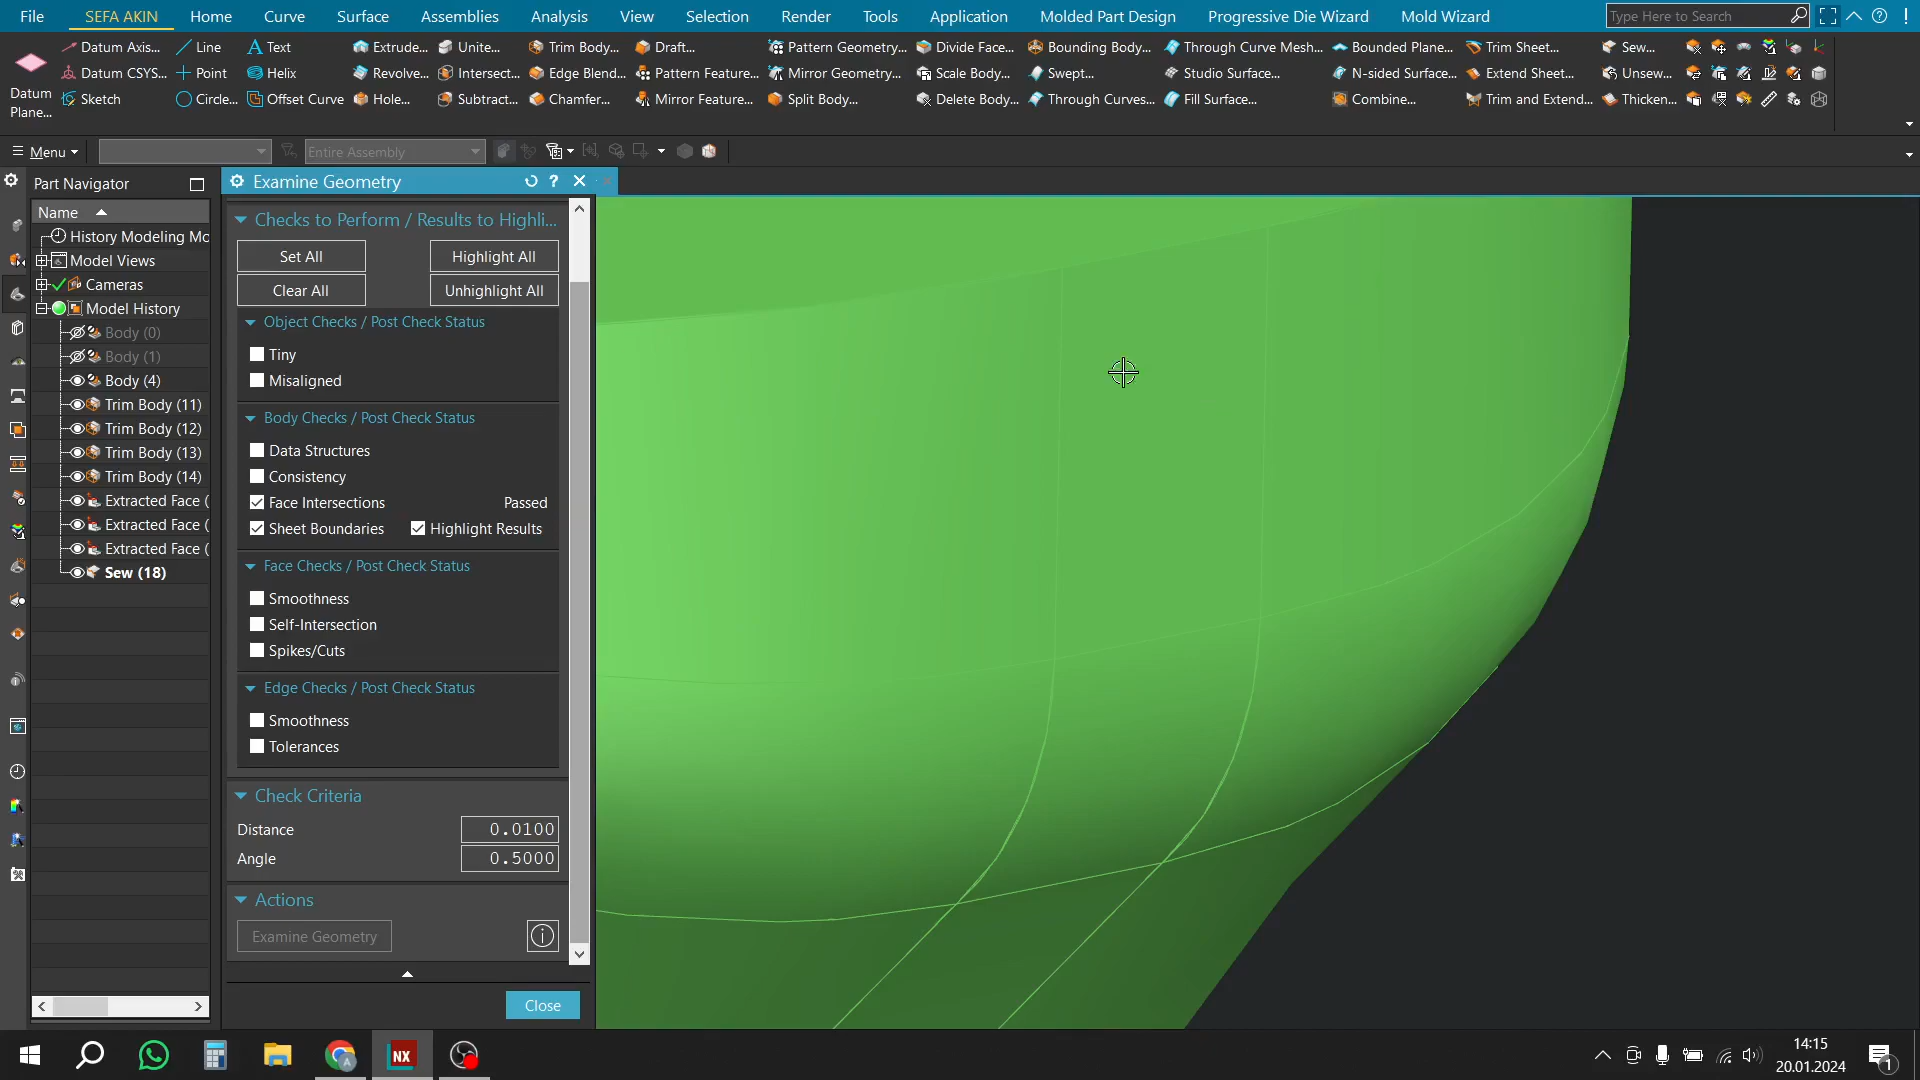 File SEFA AKIN Home Curve Surface Assemblies Analysis View Selection Render Tools Application Molded Part Design Progressive Die Wizard Mold Wizard Type Here to Search
Datum Axis... Line Text Extrude... Unite... Trim Body... Draft... Pattern Geometry... Divide Face... Bounding Body... Through Curve Mesh... Bounded Plane... Trim Sheet... Sew...
Datum CSYS... Point Helix Revolve... Intersect... Edge Blend... Pattern Feature... Mirror Geometry... Scale Body... Swept... Studio Surface... N-sided Surface... Extend Sheet... Unsew...
Datum Plane... Sketch Circle... Offset Curve Hole... Subtract... Chamfer... Mirror Feature... Split Body... Delete Body... Through Curves... Fill Surface... Combine... Trim and Extend... Thicken...
Menu Entire Assembly
Part Navigator
Name
History Modeling Mo
Model Views
Cameras
Model History
Body (0)
Body (1)
Body (4)
Trim Body (11)
Trim Body (12)
Trim Body (13)
Trim Body (14)
Extracted Face (
Extracted Face (
Extracted Face (
Sew (18)
Examine Geometry
Checks to Perform / Results to Highli...
Set All Highlight All
Clear All Unhighlight All
Object Checks / Post Check Status
Tiny
Misaligned
Body Checks / Post Check Status
Data Structures
Consistency
Face Intersections Passed
Sheet Boundaries Highlight Results
Face Checks / Post Check Status
Smoothness
Self-Intersection
Spikes/Cuts
Edge Checks / Post Check Status
Smoothness
Tolerances
Check Criteria
Distance 0.0100
Angle 0.5000
Actions
Examine Geometry
Close
NX
14:15
20.01.2024
1